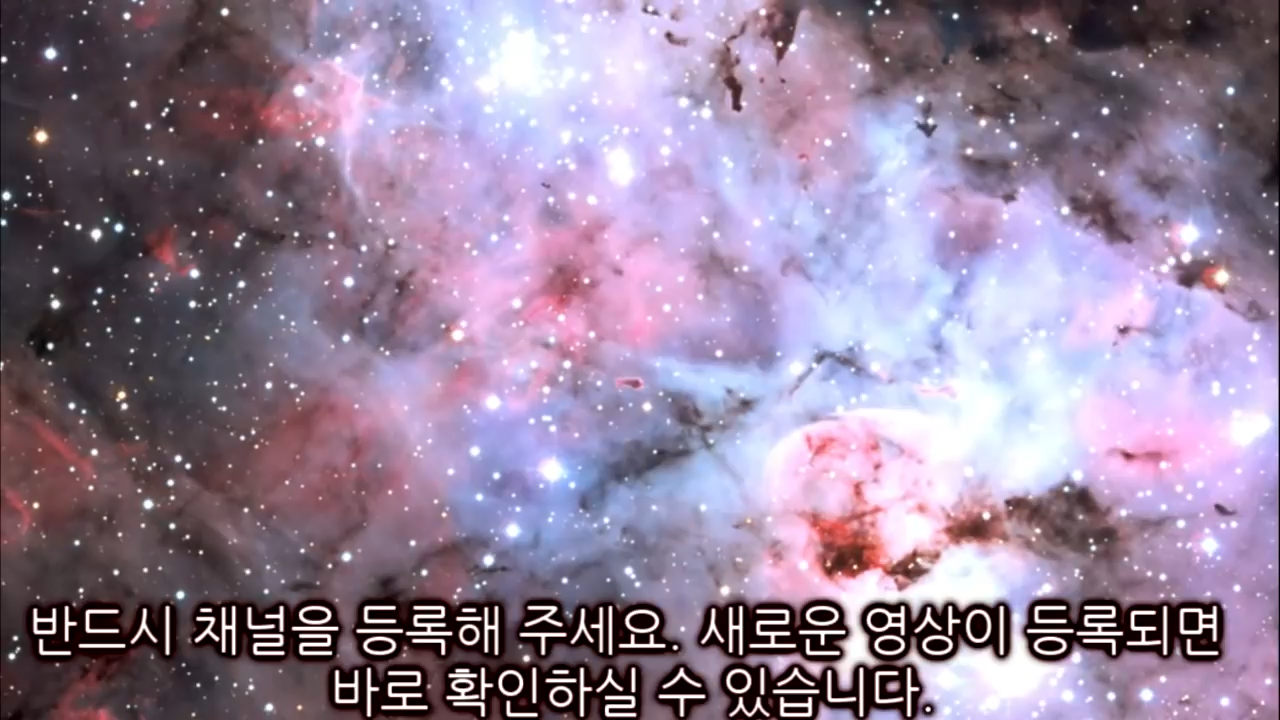 반드시 채널을 등록해 주세요. 새로운 영상이 등록되면
바로 확인하실 수 있습니다.